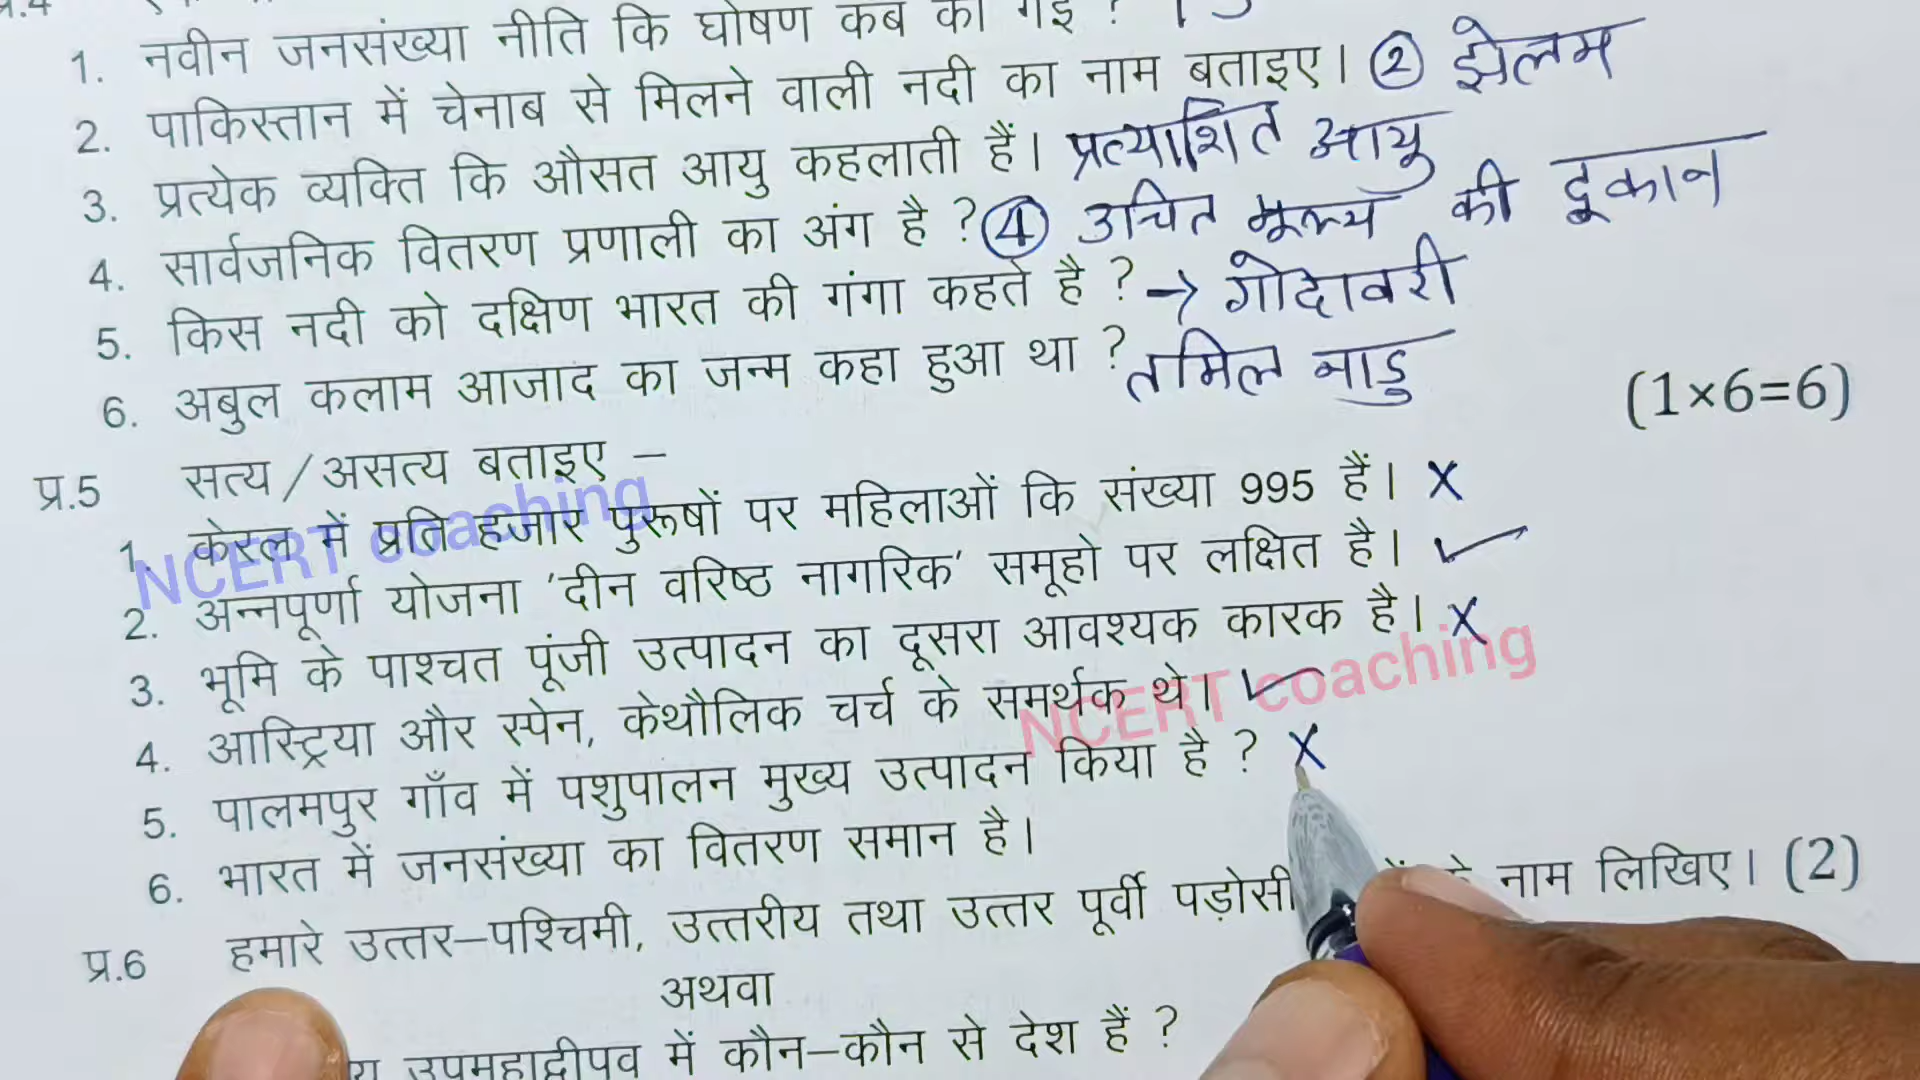 1. नवीन जनसंख्या नीति कि घोषण कब की गई ?
2. पाकिस्तान में चेनाब से मिलने वाली नदी का नाम बताइए। ② झेलम
3. प्रत्येक व्यक्ति कि औसत आयु कहलाती हैं। प्रत्याशित आयु
4. सार्वजनिक वितरण प्रणाली का अंग है ? ④ उचित मूल्य की दूकान
5. किस नदी को दक्षिण भारत की गंगा कहते है ? → गोदावरी
6. अबुल कलाम आजाद का जन्म कहा हुआ था ? तमिल नाडु
(1×6=6)
प्र.5 सत्य / असत्य बताइए –
1. केरल में प्रति हजार पुरूषों पर महिलाओं कि संख्या 995 हैं। X
2. अन्नपूर्णा योजना 'दीन वरिष्ठ नागरिक' समूहो पर लक्षित है। ✓
3. भूमि के पाश्चत पूंजी उत्पादन का दूसरा आवश्यक कारक है। X
4. आस्ट्रिया और स्पेन, केथौलिक चर्च के समर्थक थे। ✓
5. पालमपुर गाँव में पशुपालन मुख्य उत्पादन किया है ? X
6. भारत में जनसंख्या का वितरण समान है।
प्र.6 हमारे उत्तर–पश्चिमी, उत्तरीय तथा उत्तर पूर्वी पड़ोसी नाम लिखिए। (2)
अथवा
उपमहाद्वीपव में कौन–कौन से देश हैं ?
NCERT coaching
NCERT coaching